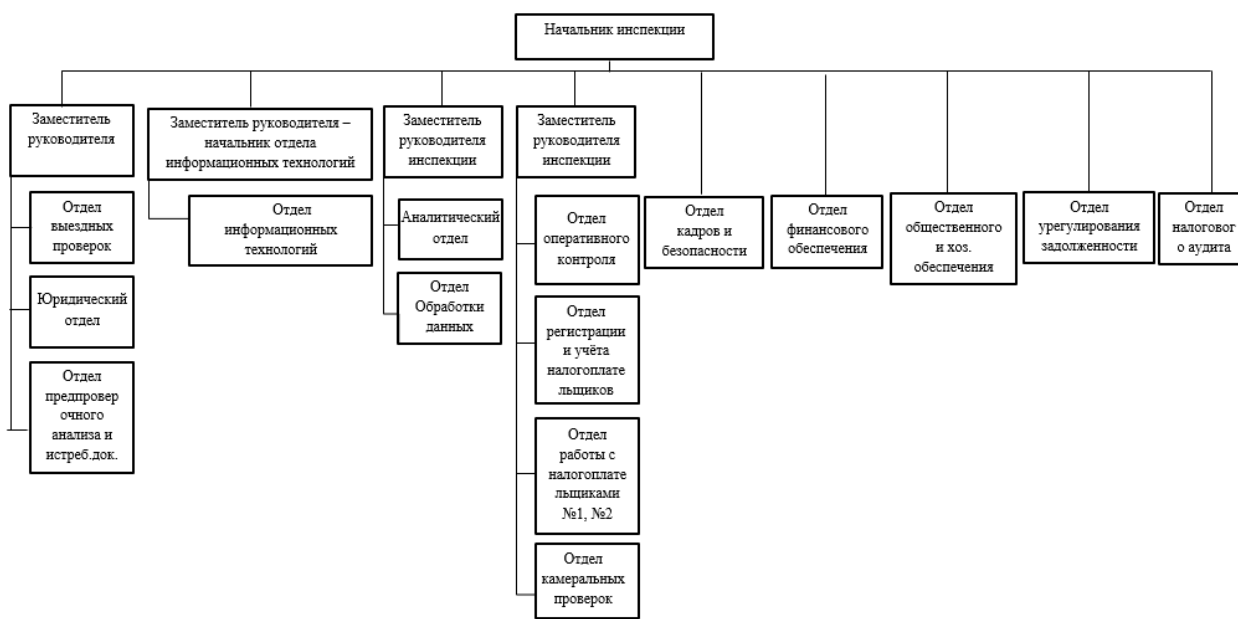 Начальник инспекции
Заместитель
руководителя
Заместитель руководителя –
начальник отдела
информационных технологий
Заместитель
руководителя
инспекции
Заместитель
руководителя
инспекции
Отдел
выездных
проверок
Юридический
отдел
Отдел
предпровер
очного
анализа и
истреб.док.
Отдел
информационных
технологий
Аналитический
отдел
Отдел
Обработки
данных
Отдел
оперативного
контроля
Отдел
регистрации
и учёта
налогоплате
льщиков
Отдел
работы с
налогоплате
льщиками
№1, №2
Отдел
камеральных
проверок
Отдел
кадров и
безопасности
Отдел
финансового
обеспечения
Отдел
общественного
и хоз.
обеспечения
Отдел
урегулирования
задолженности
Отдел
налоговог
о аудита